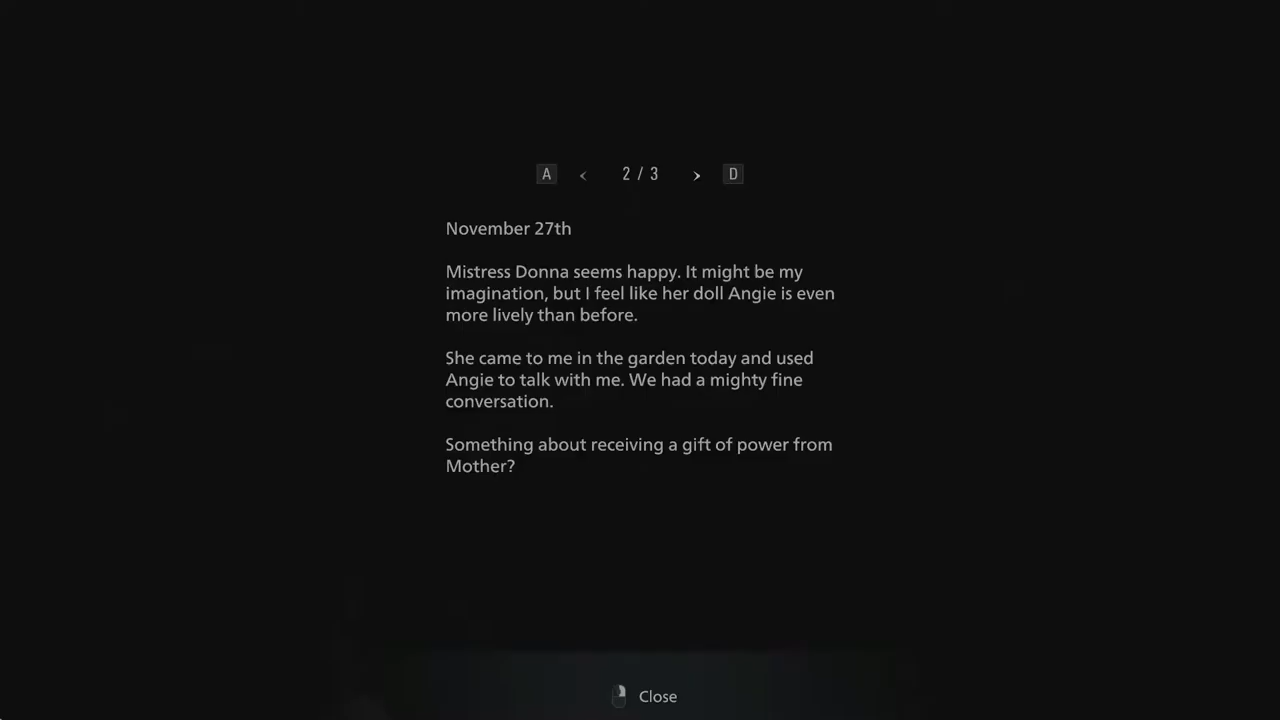 A < 2 / 3 > D
November 27th
Mistress Donna seems happy. It might be my
imagination, but I feel like her doll Angie is even
more lively than before.
She came to me in the garden today and used
Angie to talk with me. We had a mighty fine
conversation.
Something about receiving a gift of power from
Mother?
Close